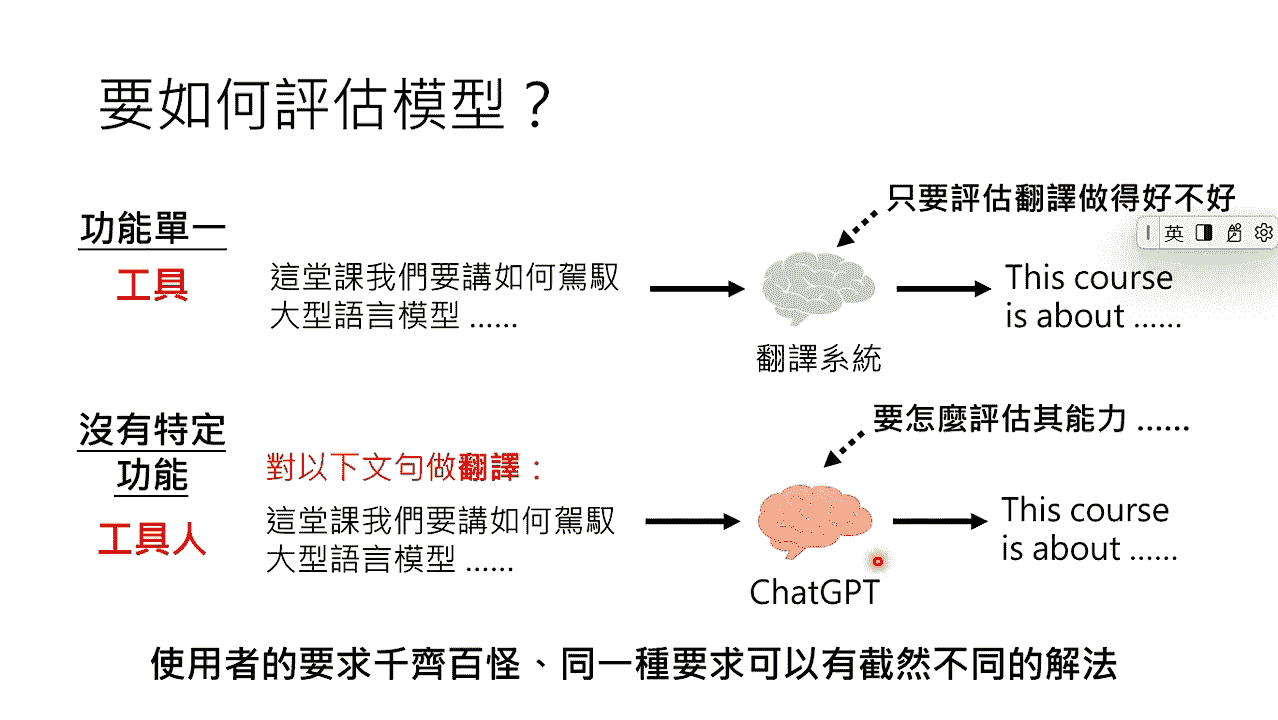 要如何評估模型？
功能單一
工具
這堂課我們要講如何駕馭
大型語言模型 ......
只要評估翻譯做得好不好
英
翻譯系統
This course
is about ......
沒有特定
功能
工具人
對以下文句做翻譯：
這堂課我們要講如何駕馭
大型語言模型 ......
要怎麼評估其能力 ......
ChatGPT
This course
is about ......
使用者的要求千齊百怪、同一種要求可以有截然不同的解法